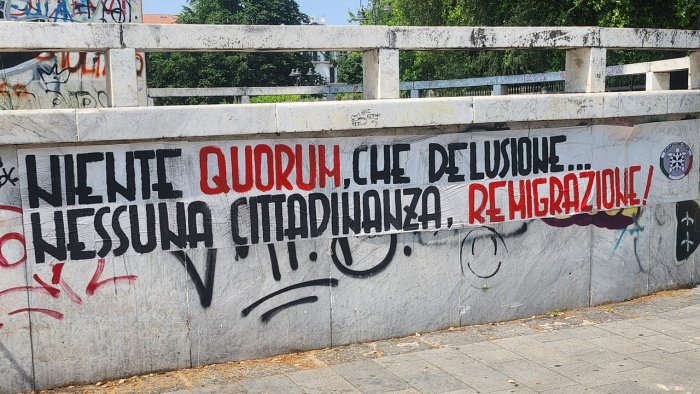 NIENTE QUORUM, CHE DELUSIONE...
NESSUNA CITTADINANZA, REMIGRAZIONE!